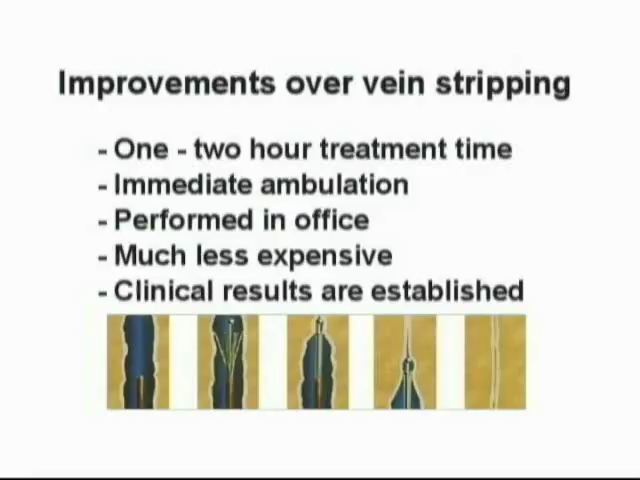 Improvements over vein stripping
- One - two hour treatment time
- Immediate ambulation
- Performed in office
- Much less expensive
- Clinical results are established